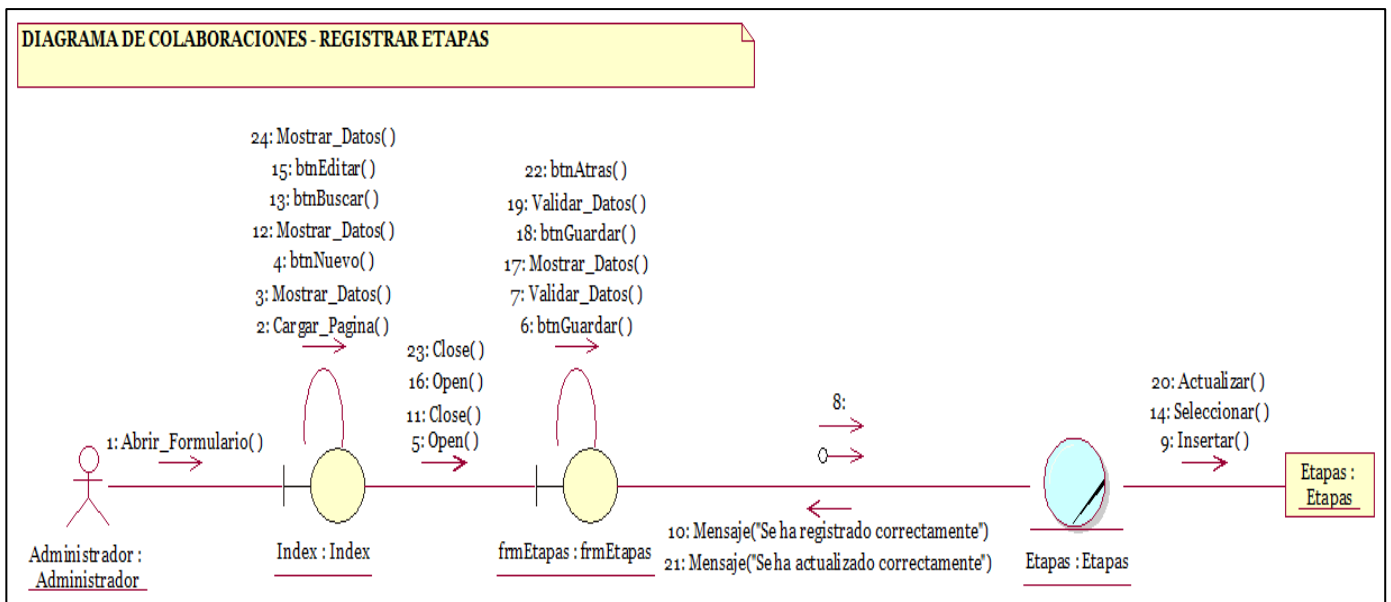 DIAGRAMA DE COLABORACIONES - REGISTRAR ETAPAS
24: Mostrar_Datos( )
15: btnEditar( )
13: btnBuscar( )
12: Mostrar_Datos( )
4: btnNuevo( )
3: Mostrar_Datos( )
2: Cargar_Pagina( )
22: btnAtras( )
19: Validar_Datos( )
18: btnGuardar( )
17: Mostrar_Datos( )
7: Validar_Datos( )
6: btnGuardar( )
23: Close( )
16: Open( )
11: Close( )
5: Open( )
1: Abrir_Formulario( )
8:
20: Actualizar( )
14: Seleccionar( )
9: Insertar( )
10: Mensaje("Se ha registrado correctamente")
21: Mensaje("Se ha actualizado correctamente")
Administrador :
Administrador
Index : Index
frmEtapas : frmEtapas
Etapas : Etapas
Etapas :
Etapas